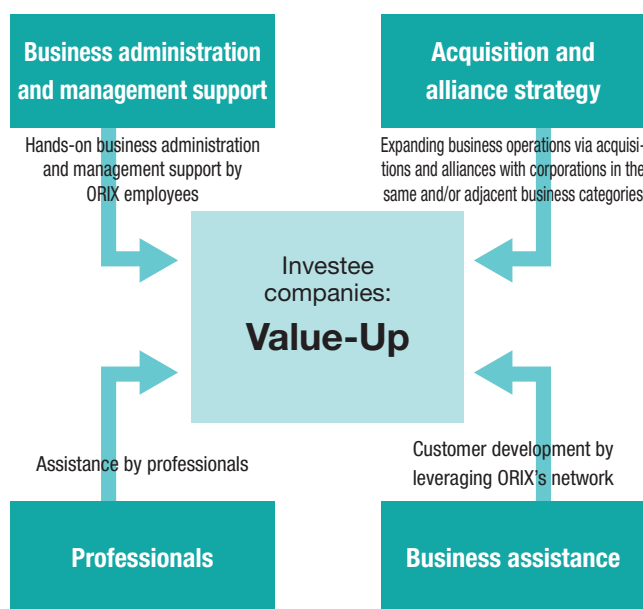 Business administration
and management support
Acquisition and
alliance strategy
Hands-on business administration
and management support by
ORIX employees
Expanding business operations via acquisi-
tions and alliances with corporations in the
same and/or adjacent business categories
Investee
companies:
Value-Up
Assistance by professionals
Customer development by
leveraging ORIX's network
Professionals
Business assistance